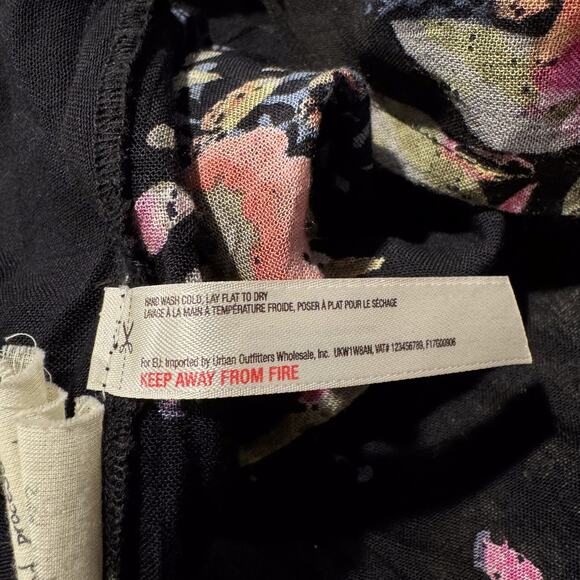 HAND WASH COLD, LAY FLAT TO DRY
LAVAGE À LA MAIN À TEMPÉRATURE FROIDE, POSER À PLAT POUR LE SÉCHAGE
For EU: Imported by Urban Outfitters Wholesale, Inc. UKW1W8AN, VAT# 123456789, F17G00906
KEEP AWAY FROM FIRE